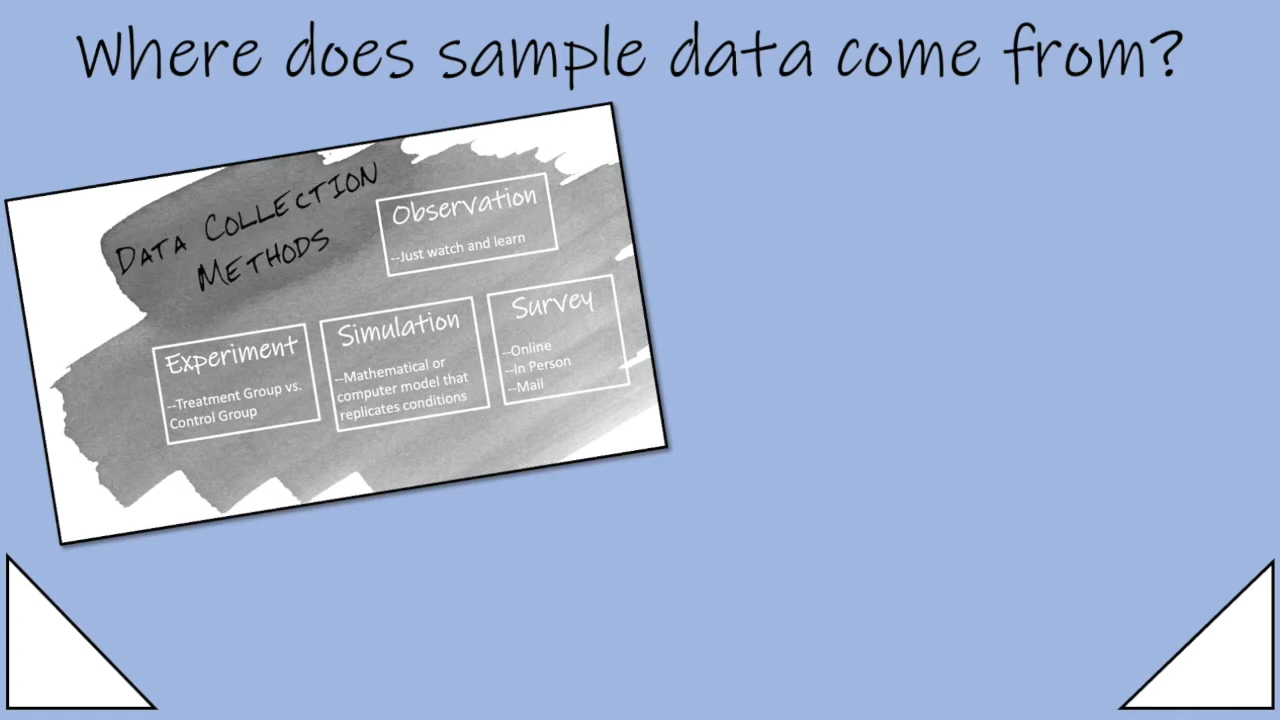 Where does sample data come from?
DATA COLLECTION
METHODS
Observation
--Just watch and learn
Experiment
--Treatment Group vs.
Control Group
Simulation
--Mathematical or
computer model that
replicates conditions
Survey
--Online
--In Person
--Mail